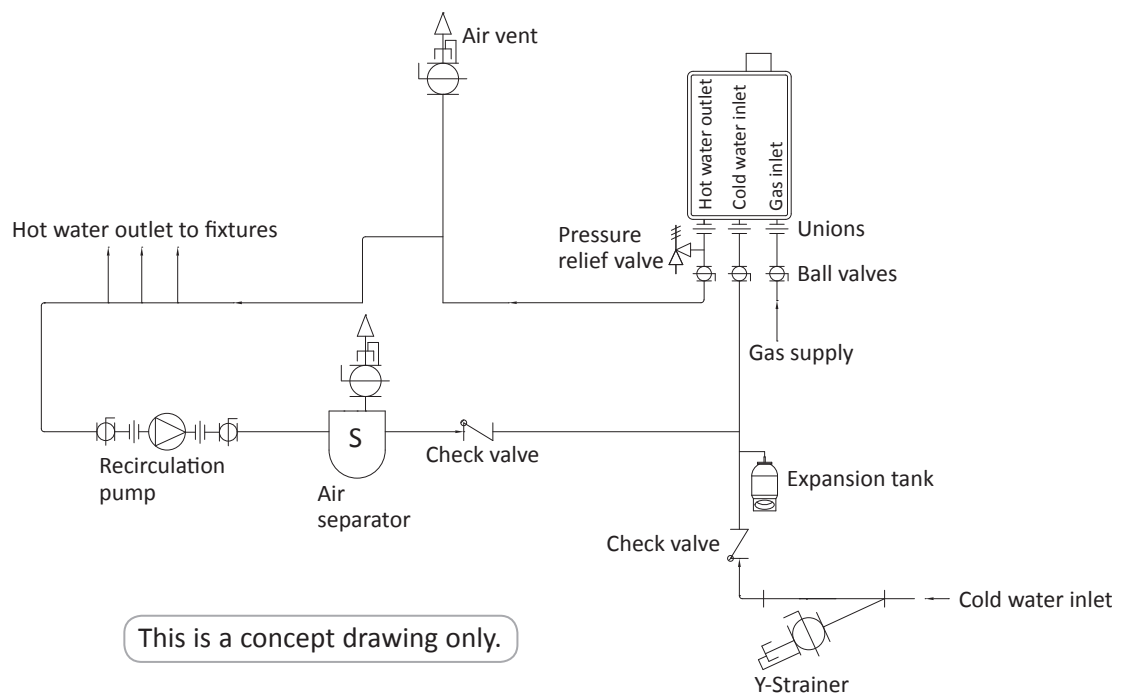 Air vent
Hot water outlet
Cold water inlet
Gas inlet
Hot water outlet to fixtures
Pressure
relief valve
Unions
Ball valves
Gas supply
S
Recirculation
pump
Air
separator
Check valve
Expansion tank
Check valve
Cold water inlet
This is a concept drawing only.
Y-Strainer